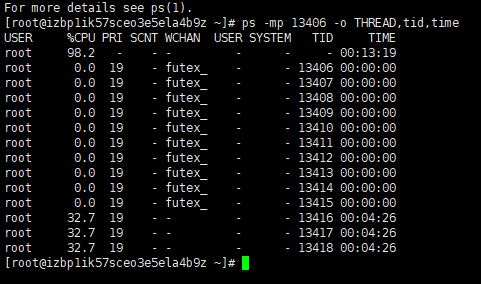 For more details see ps(1).
[root@izbp1ik57sceo3e5ela4b9z ~]# ps -mp 13406 -o THREAD,tid,time
USER     %CPU PRI SCNT WCHAN  USER SYSTEM   TID     TIME
root     98.2   -    - -         -      -     - 00:13:19
root      0.0  19    - futex_    -      - 13406 00:00:00
root      0.0  19    - futex_    -      - 13407 00:00:00
root      0.0  19    - futex_    -      - 13408 00:00:00
root      0.0  19    - futex_    -      - 13409 00:00:00
root      0.0  19    - futex_    -      - 13410 00:00:00
root      0.0  19    - futex_    -      - 13411 00:00:00
root      0.0  19    - futex_    -      - 13412 00:00:00
root      0.0  19    - futex_    -      - 13413 00:00:00
root      0.0  19    - futex_    -      - 13414 00:00:00
root      0.0  19    - futex_    -      - 13415 00:00:00
root     32.7  19    - -         -      - 13416 00:04:26
root     32.7  19    - -         -      - 13417 00:04:26
root     32.7  19    - -         -      - 13418 00:04:26
[root@izbp1ik57sceo3e5ela4b9z ~]#